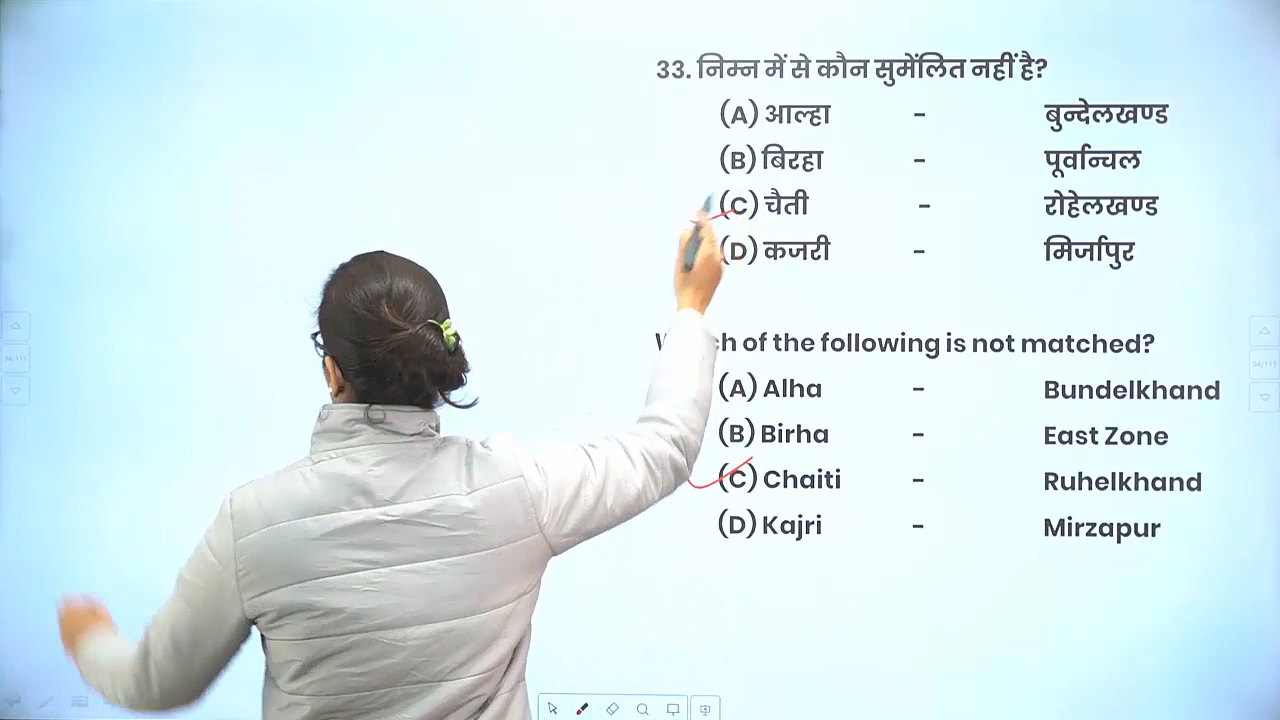 33. निम्न में से कौन सुमेंलित नहीं है?
(A) आल्हा - बुन्देलखण्ड
(B) बिरहा - पूर्वान्चल
(C) चैती - रोहेलखण्ड
(D) कजरी - मिर्जापुर
of the following is not matched?
(A) Alha - Bundelkhand
(B) Birha - East Zone
(C) Chaiti - Ruhelkhand
(D) Kajri - Mirzapur